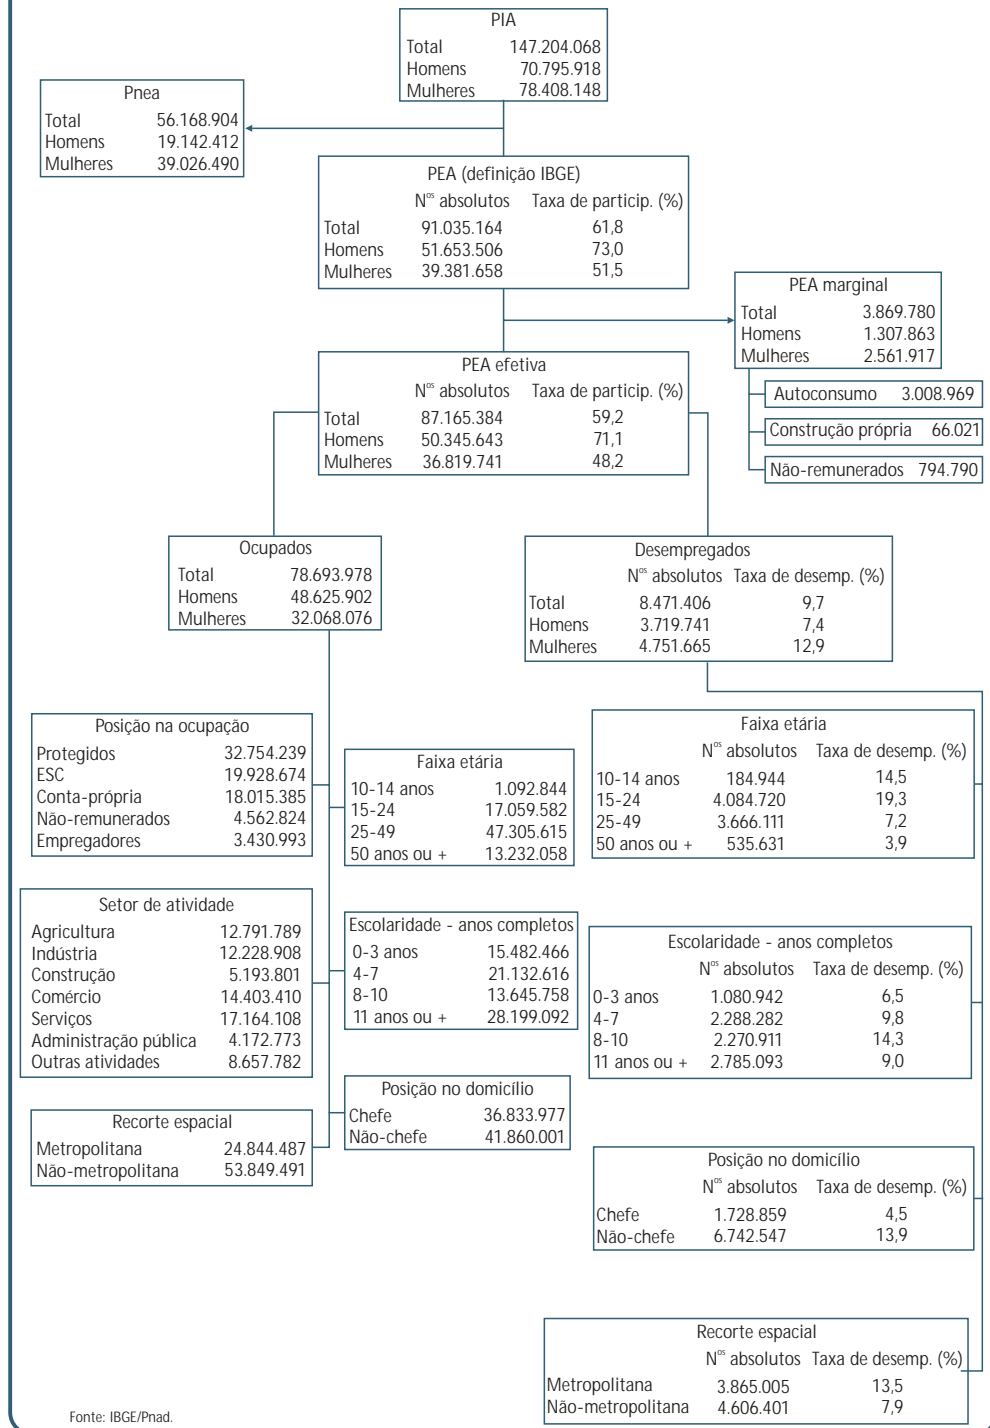 PIA
Total 147.204.068
Homens 70.795.918
Mulheres 78.408.148
Pnea
Total 56.168.904
Homens 19.142.412
Mulheres 39.026.490
PEA (definição IBGE)
Nos absolutos Taxa de particip. (%)
Total 91.035.164 61,8
Homens 51.653.506 73,0
Mulheres 39.381.658 51,5
PEA marginal
Total 3.869.780
Homens 1.307.863
Mulheres 2.561.917
Autoconsumo 3.008.969
Construção própria 66.021
Não-remunerados 794.790
PEA efetiva
Nos absolutos Taxa de particip. (%)
Total 87.165.384 59,2
Homens 50.345.643 71,1
Mulheres 36.819.741 48,2
Ocupados
Total 78.693.978
Homens 48.625.902
Mulheres 32.068.076
Desempregados
Nos absolutos Taxa de desemp. (%)
Total 8.471.406 9,7
Homens 3.719.741 7,4
Mulheres 4.751.665 12,9
Posição na ocupação
Protegidos 32.754.239
ESC 19.928.674
Conta-própria 18.015.385
Não-remunerados 4.562.824
Empregadores 3.430.993
Faixa etária
10-14 anos 1.092.844
15-24 17.059.582
25-49 47.305.615
50 anos ou + 13.232.058
Faixa etária
Nos absolutos Taxa de desemp. (%)
10-14 anos 184.944 14,5
15-24 4.084.720 19,3
25-49 3.666.111 7,2
50 anos ou + 535.631 3,9
Setor de atividade
Agricultura 12.791.789
Indústria 12.228.908
Construção 5.193.801
Comércio 14.403.410
Serviços 17.164.108
Administração pública 4.172.773
Outras atividades 8.657.782
Escolaridade - anos completos
0-3 anos 15.482.466
4-7 21.132.616
8-10 13.645.758
11 anos ou + 28.199.092
Escolaridade - anos completos
Nos absolutos Taxa de desemp. (%)
0-3 anos 1.080.942 6,5
4-7 2.288.282 9,8
8-10 2.270.911 14,3
11 anos ou + 2.785.093 9,0
Recorte espacial
Metropolitana 24.844.487
Não-metropolitana 53.849.491
Posição no domicílio
Chefe 36.833.977
Não-chefe 41.860.001
Posição no domicílio
Nos absolutos Taxa de desemp. (%)
Chefe 1.728.859 4,5
Não-chefe 6.742.547 13,9
Recorte espacial
Nos absolutos Taxa de desemp. (%)
Metropolitana 3.865.005 13,5
Não-metropolitana 4.606.401 7,9
Fonte: IBGE/Pnad.